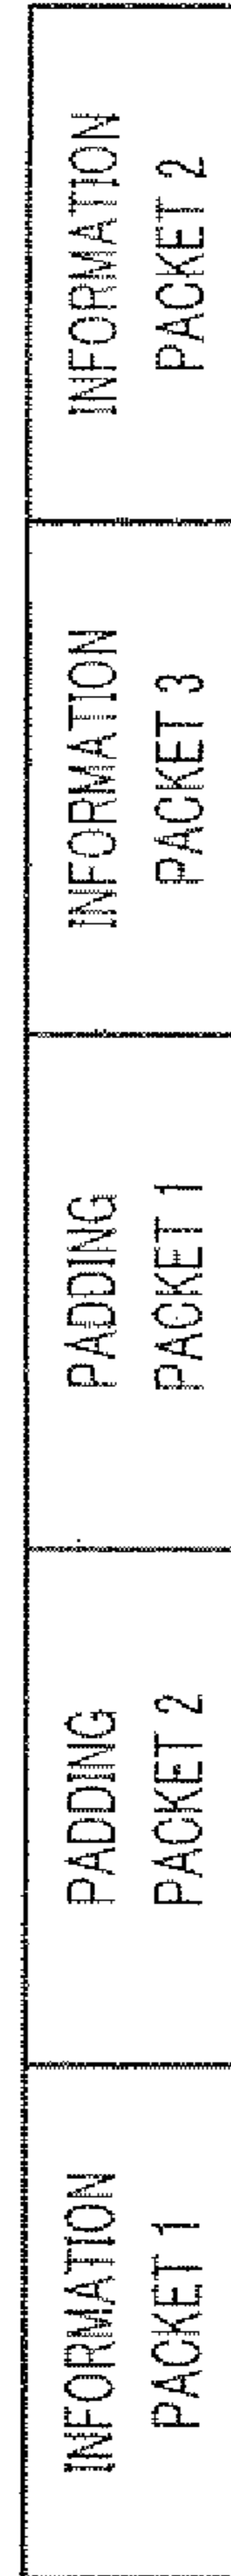 INFORMATION
PACKET 1
PADDING
PACKET 2
PADDING
PACKET 1
INFORMATION
PACKET 3
INFORMATION
PACKET 2